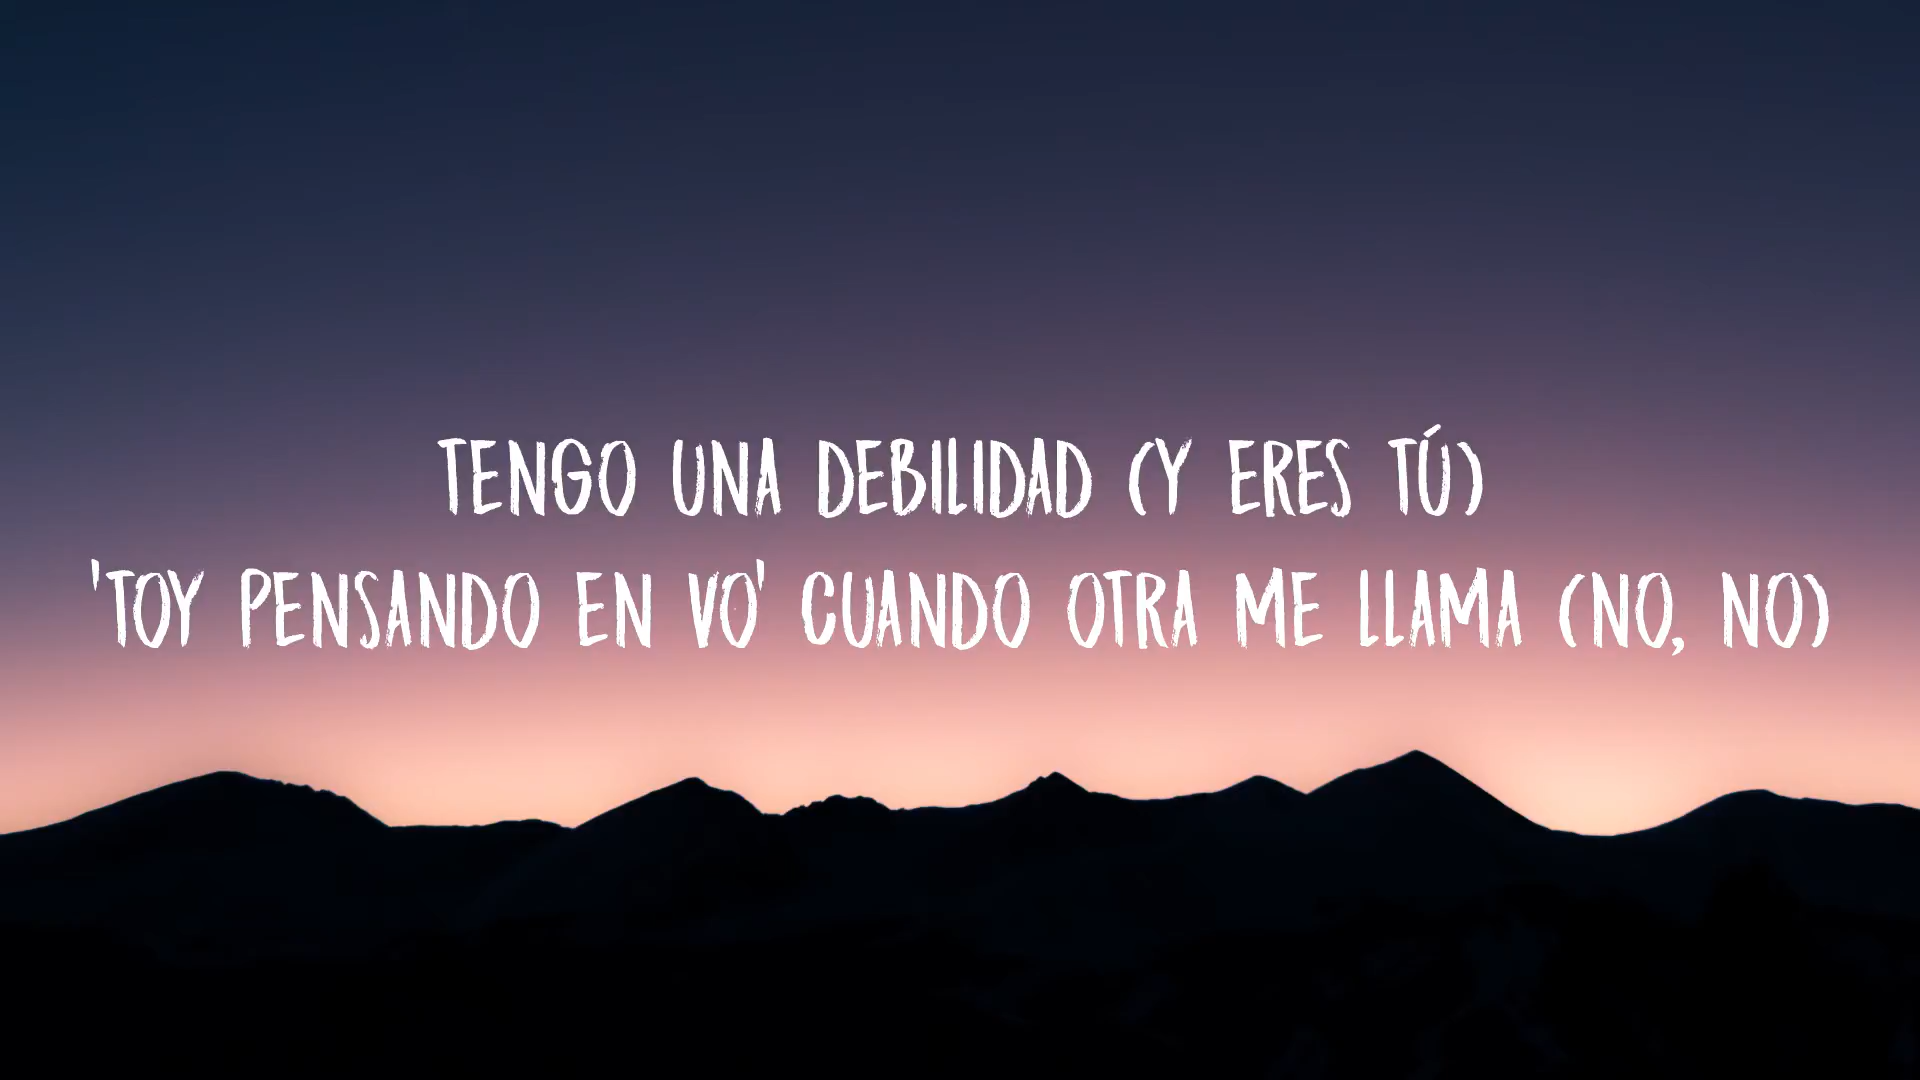 TENGO UNA DEBILIDAD (Y ERES TÚ)
'TOY PENSANDO EN VO' CUANDO OTRA ME LLAMA (NO, NO)